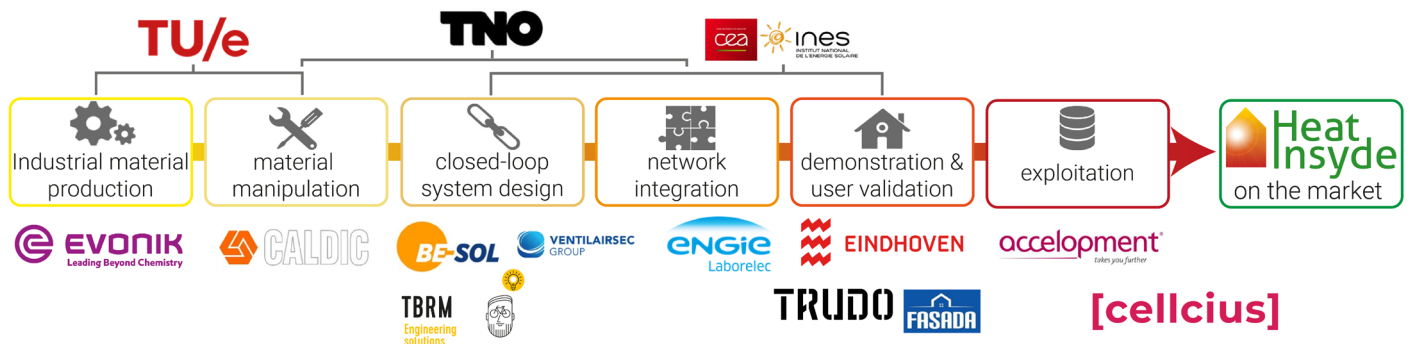 TU/e
TNO
cea
ines
INSTITUT NATIONAL
DE L'ENERGIE SOLAIRE
Industrial material
production
material
manipulation
closed-loop
system design
network
integration
demonstration &
user validation
exploitation
Heat
Insyde
on the market
EVONIK
Leading Beyond Chemistry
CALDIC
BE-SOL
VENTILAIRSEC
GROUP
ENGIE
Laborelec
EINDHOVEN
accelopment®
takes you further
TBRM
Engineering
solutions
TRUDO
FASADA
[cellcius]